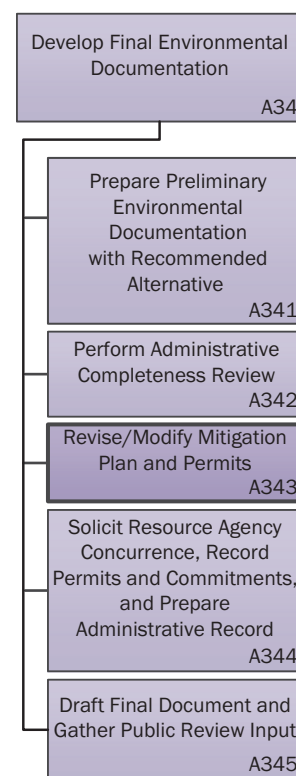 Develop Final Environmental
Documentation
A34
Prepare Preliminary
Environmental
Documentation
with Recommended
Alternative
A341
Perform Administrative
Completeness Review
A342
Revise/Modify Mitigation
Plan and Permits
A343
Solicit Resource Agency
Concurrence, Record
Permits and Commitments,
and Prepare
Administrative Record
A344
Draft Final Document and
Gather Public Review Input
A345